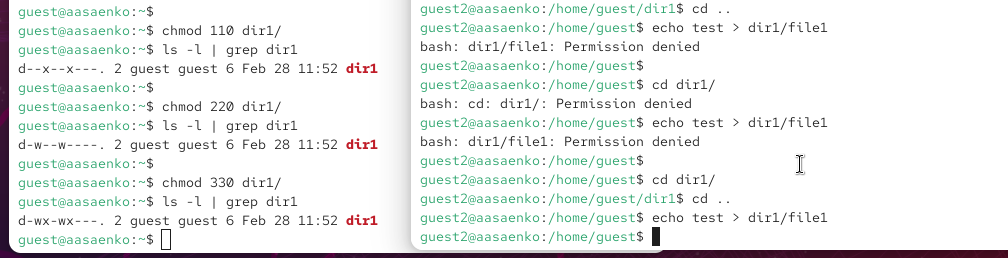 guest@aasaenko:~$
guest@aasaenko:~$ chmod 110 dir1/
guest@aasaenko:~$ ls -l | grep dir1
d--x--x---. 2 guest guest 6 Feb 28 11:52 dir1
guest@aasaenko:~$
guest@aasaenko:~$ chmod 220 dir1/
guest@aasaenko:~$ ls -l | grep dir1
d-w--w----. 2 guest guest 6 Feb 28 11:52 dir1
guest@aasaenko:~$
guest@aasaenko:~$ chmod 330 dir1/
guest@aasaenko:~$ ls -l | grep dir1
d-wx-wx---. 2 guest guest 6 Feb 28 11:52 dir1
guest@aasaenko:~$
guest2@aasaenko:/home/guest/dir1$ cd ..
guest2@aasaenko:/home/guest$ echo test > dir1/file1
bash: dir1/file1: Permission denied
guest2@aasaenko:/home/guest$
guest2@aasaenko:/home/guest$ cd dir1/
bash: cd: dir1/: Permission denied
guest2@aasaenko:/home/guest$ echo test > dir1/file1
bash: dir1/file1: Permission denied
guest2@aasaenko:/home/guest$
guest2@aasaenko:/home/guest$ cd dir1/
guest2@aasaenko:/home/guest/dir1$ cd ..
guest2@aasaenko:/home/guest$ echo test > dir1/file1
guest2@aasaenko:/home/guest$